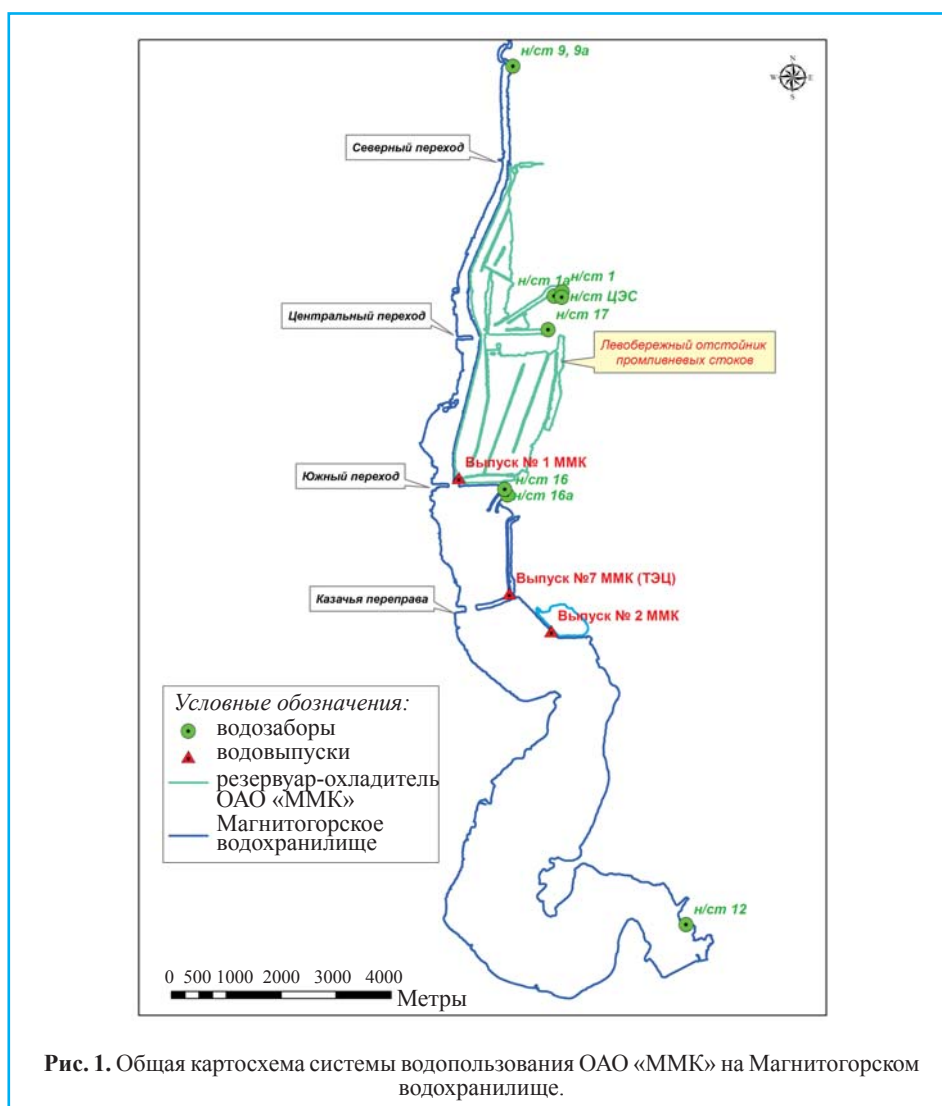 н/ст 9, 9а
N
W E
S
Северный переход
н/ст 1
н/ст 1а
н/ст ЦЭС
Центральный переход
н/ст 17
Левобережный отстойник
промливневых стоков
Выпуск № 1 ММК
Южный переход
н/ст 16
н/ст 16а
Выпуск №7 ММК (ТЭЦ)
Казачья переправа
Выпуск № 2 ММК
Условные обозначения:
водозаборы
водовыпуски
резервуар-охладитель
ОАО «ММК»
Магнитогорское
водохранилище
н/ст 12
0 500 1000 2000 3000 4000
Метры
Рис. 1. Общая картосхема системы водопользования ОАО «ММК» на Магнитогорском
водохранилище.